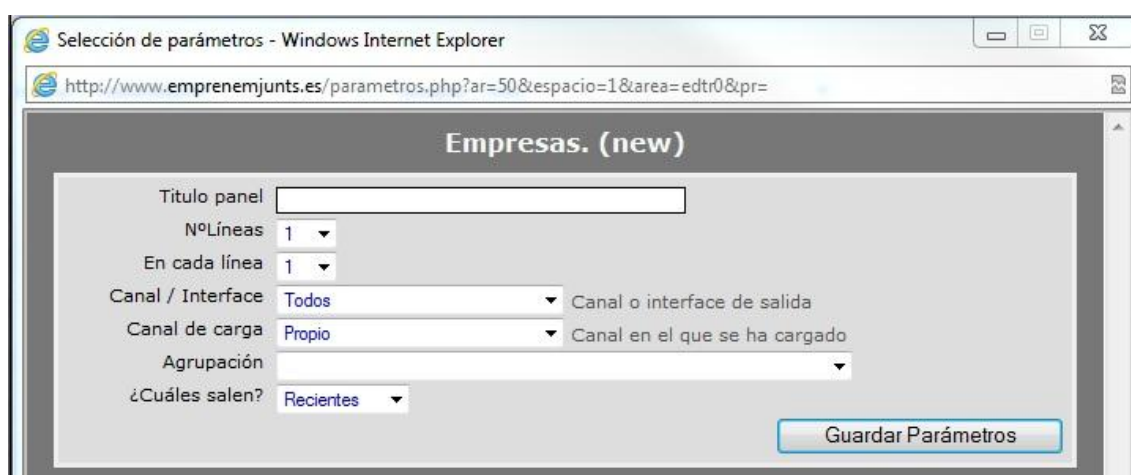 Selección de parámetros - Windows Internet Explorer
http://www.emprenemjunts.es/parametros.php?ar=50&espacio=1&area=edtr0&pr=
Empresas. (new)
Titulo panel
NºLíneas 1
En cada línea 1
Canal / Interface Todos Canal o interface de salida
Canal de carga Propio Canal en el que se ha cargado
Agrupación
¿Cuáles salen? Recientes
Guardar Parámetros